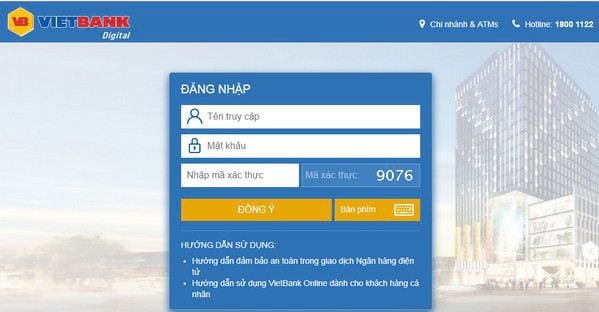 VB VIETBANK
Digital
Chi nhánh & ATMs
Hotline: 1800 1122
ĐĂNG NHẬP
Tên truy cập
Mật khẩu
Nhập mã xác thực
Mã xác thực: 9076
ĐỒNG Ý
Bàn phím
HƯỚNG DẪN SỬ DỤNG:
• Hướng dẫn đảm bảo an toàn trong giao dịch Ngân hàng điện
tử
• Hướng dẫn sử dụng VietBank Online dành cho khách hàng cá
nhân